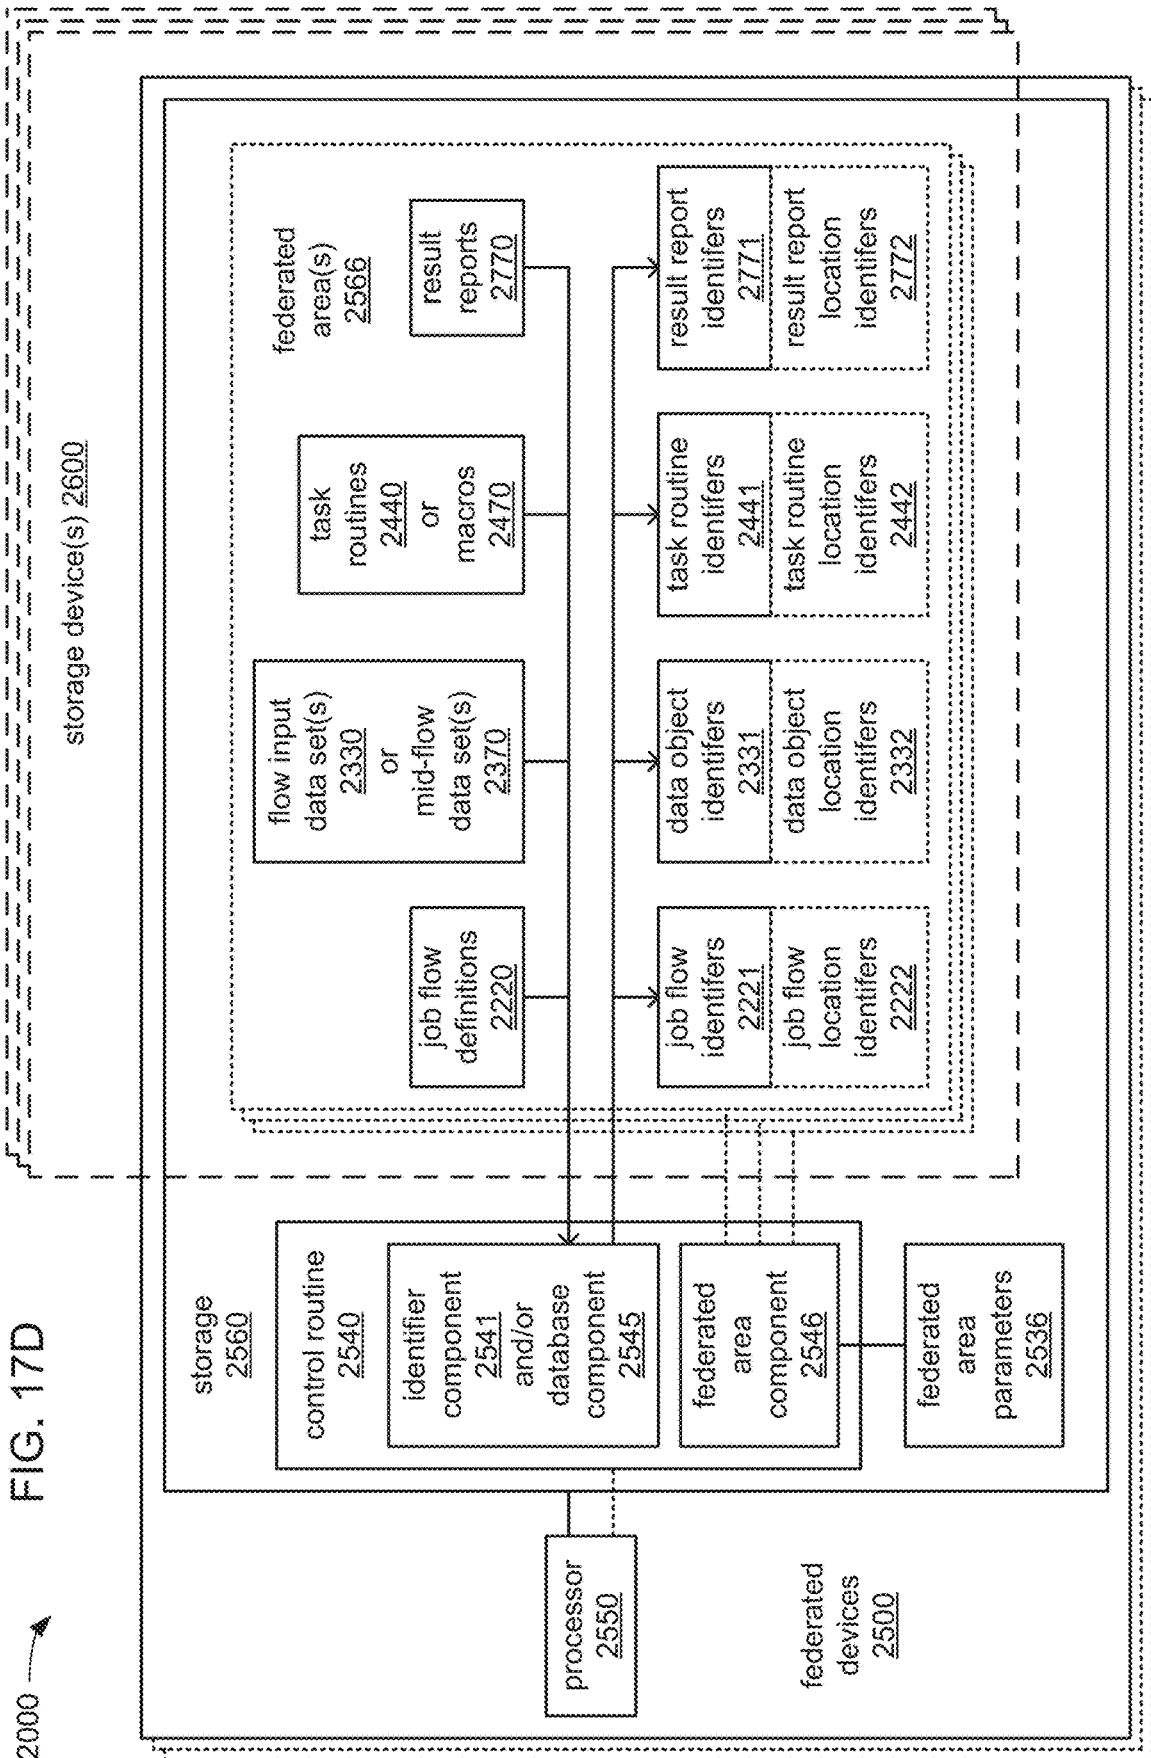 2000
FIG. 17D
storage device(s) 2600
federated
devices
2500
processor
2550
storage
2560
control routine
2540
identifier
component
2541
and/or
database
component
2545
federated
area
component
2546
federated
area
parameters
2536
federated
area(s)
2566
job flow
definitions
2220
flow input
data set(s)
2330
or
mid-flow
data set(s)
2370
task
routines
2440
or
macros
2470
result
reports
2770
job flow
identifers
2221
job flow
location
identifers
2222
data object
identifers
2331
data object
location
identifers
2332
task routine
identifers
2441
task routine
location
identifers
2442
result report
identifers
2771
result report
location
identifers
2772